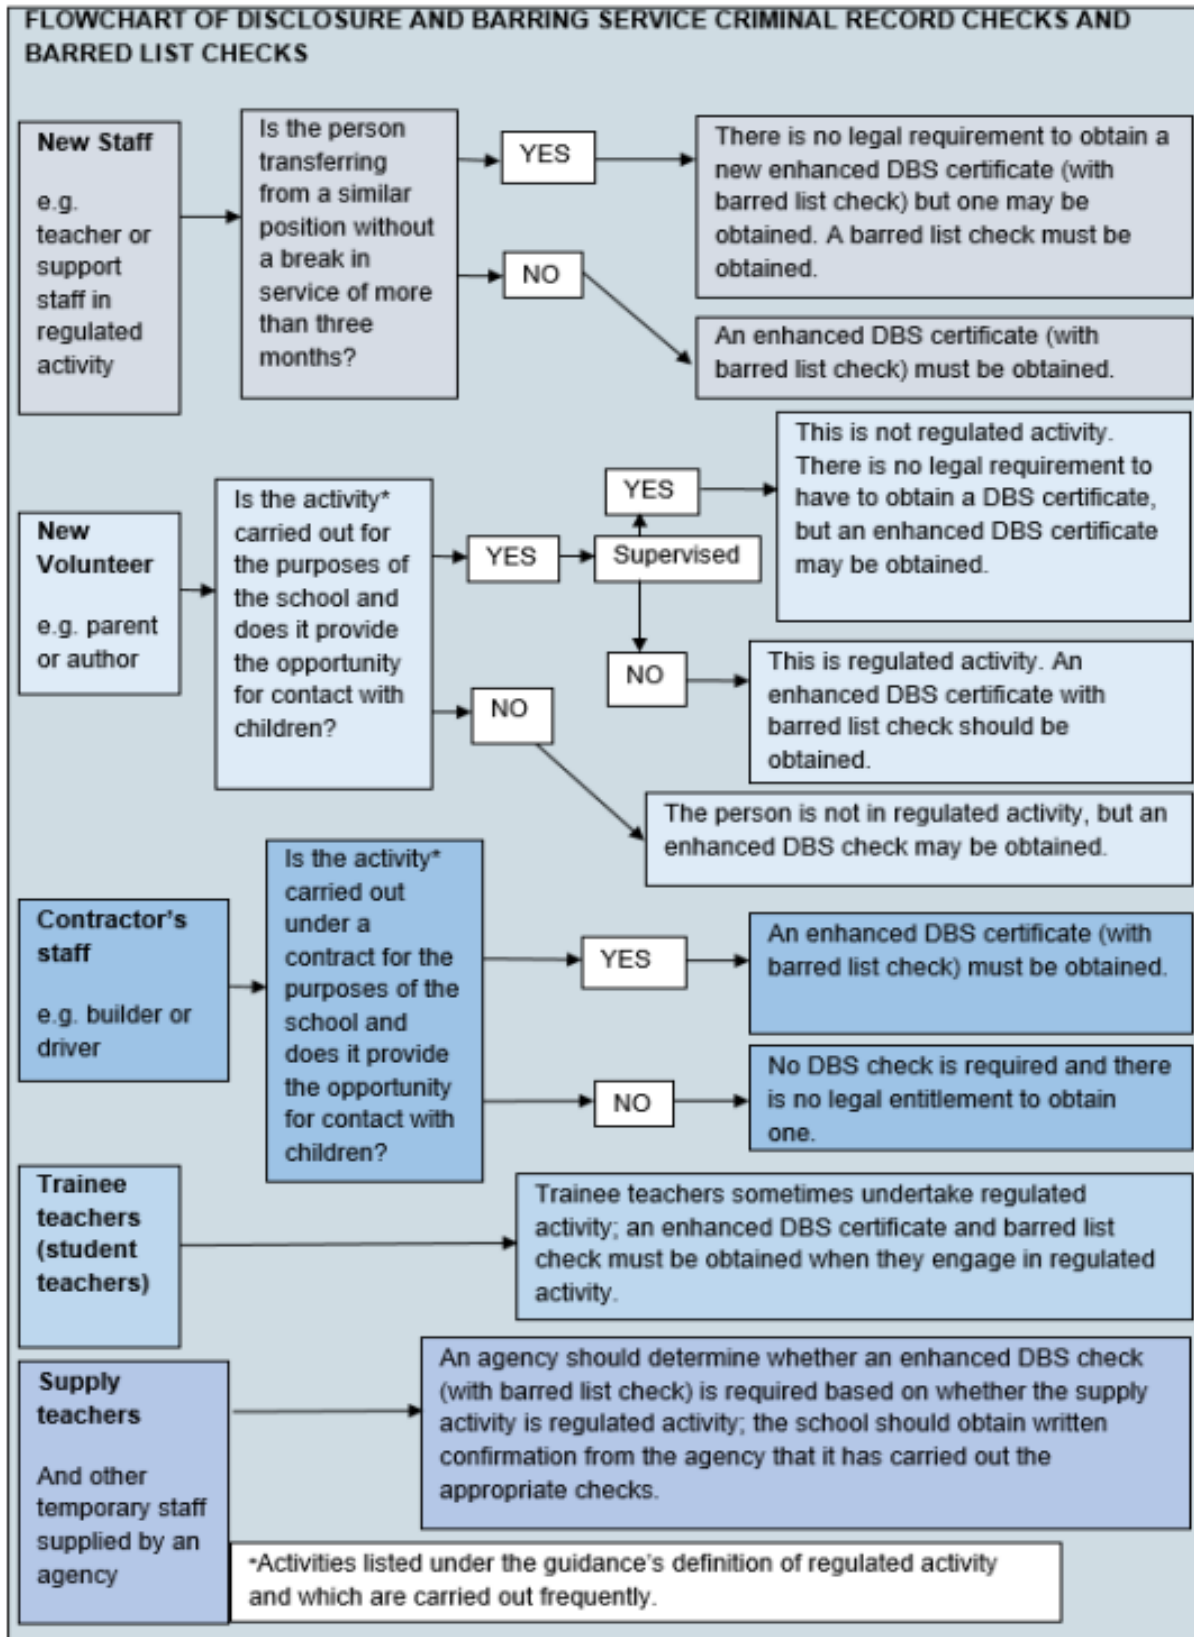 FLOWCHART OF DISCLOSURE AND BARRING SERVICE CRIMINAL RECORD CHECKS AND
BARRED LIST CHECKS
New Staff
e.g.
teacher or
support
staff in
regulated
activity
Is the person
transferring
from a similar
position without
a break in
service of more
than three
months?
YES
There is no legal requirement to obtain a
new enhanced DBS certificate (with
barred list check) but one may be
obtained. A barred list check must be
obtained.
NO
An enhanced DBS certificate (with
barred list check) must be obtained.
New
Volunteer
e.g. parent
or author
Is the activity*
carried out for
the purposes of
the school and
does it provide
the opportunity
for contact with
children?
YES
Supervised
YES
This is not regulated activity.
There is no legal requirement to
have to obtain a DBS certificate,
but an enhanced DBS certificate
may be obtained.
NO
This is regulated activity. An
enhanced DBS certificate with
barred list check should be
obtained.
NO
The person is not in regulated activity, but an
enhanced DBS check may be obtained.
Contractor's
staff
e.g. builder or
driver
Is the activity*
carried out
under a
contract for the
purposes of the
school and
does it provide
the opportunity
for contact with
children?
YES
An enhanced DBS certificate (with
barred list check) must be obtained.
NO
No DBS check is required and there
is no legal entitlement to obtain
one.
Trainee
teachers
(student
teachers)
Trainee teachers sometimes undertake regulated
activity; an enhanced DBS certificate and barred list
check must be obtained when they engage in regulated
activity.
Supply
teachers
And other
temporary staff
supplied by an
agency
An agency should determine whether an enhanced DBS check
(with barred list check) is required based on whether the supply
activity is regulated activity; the school should obtain written
confirmation from the agency that it has carried out the
appropriate checks.
*Activities listed under the guidance's definition of regulated activity
and which are carried out frequently.